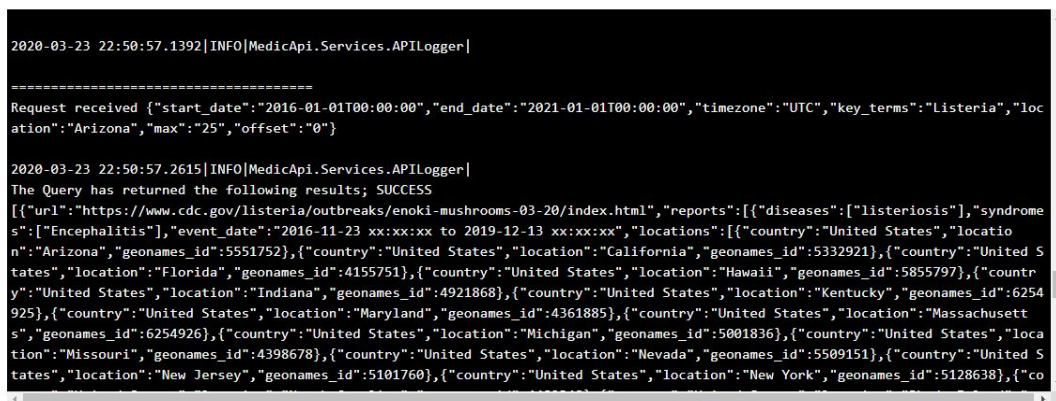 2020-03-23 22:50:57.1392|INFO|MedicApi.Services.APILogger|
======================================
Request received {"start_date":"2016-01-01T00:00:00","end_date":"2021-01-01T00:00:00","timezone":"UTC","key_terms":"Listeria","loc
ation":"Arizona","max":"25","offset":"0"}
2020-03-23 22:50:57.2615|INFO|MedicApi.Services.APILogger|
The Query has returned the following results; SUCCESS
[{"url":"https://www.cdc.gov/listeria/outbreaks/enoki-mushrooms-03-20/index.html","reports":[{"diseases":["listeriosis"],"syndrome
s":["Encephalitis"],"event_date":"2016-11-23 xx:xx:xx to 2019-12-13 xx:xx:xx","locations":[{"country":"United States","locatio
n":"Arizona","geonames_id":5551752},{"country":"United States","location":"California","geonames_id":5332921},{"country":"United S
tates","location":"Florida","geonames_id":4155751},{"country":"United States","location":"Hawaii","geonames_id":5855797},{"countr
y":"United States","location":"Indiana","geonames_id":4921868},{"country":"United States","location":"Kentucky","geonames_id":6254
925},{"country":"United States","location":"Maryland","geonames_id":4361885},{"country":"United States","location":"Massachusett
s","geonames_id":6254926},{"country":"United States","location":"Michigan","geonames_id":5001836},{"country":"United States","loca
tion":"Missouri","geonames_id":4398678},{"country":"United States","location":"Nevada","geonames_id":5509151},{"country":"United S
tates","location":"New Jersey","geonames_id":5101760},{"country":"United States","location":"New York","geonames_id":5128638},{"co